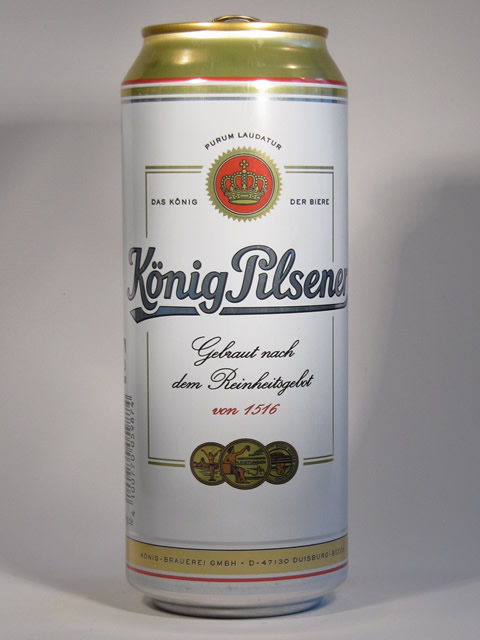 PURUM LAUDATUR
DAS KÖNIG DER BIERE
König Pilsener
Gebraut nach
dem Reinheitsgebot
von 1516
KÖNIG-BRAUEREI GMBH • D-47130 DUISBURG-